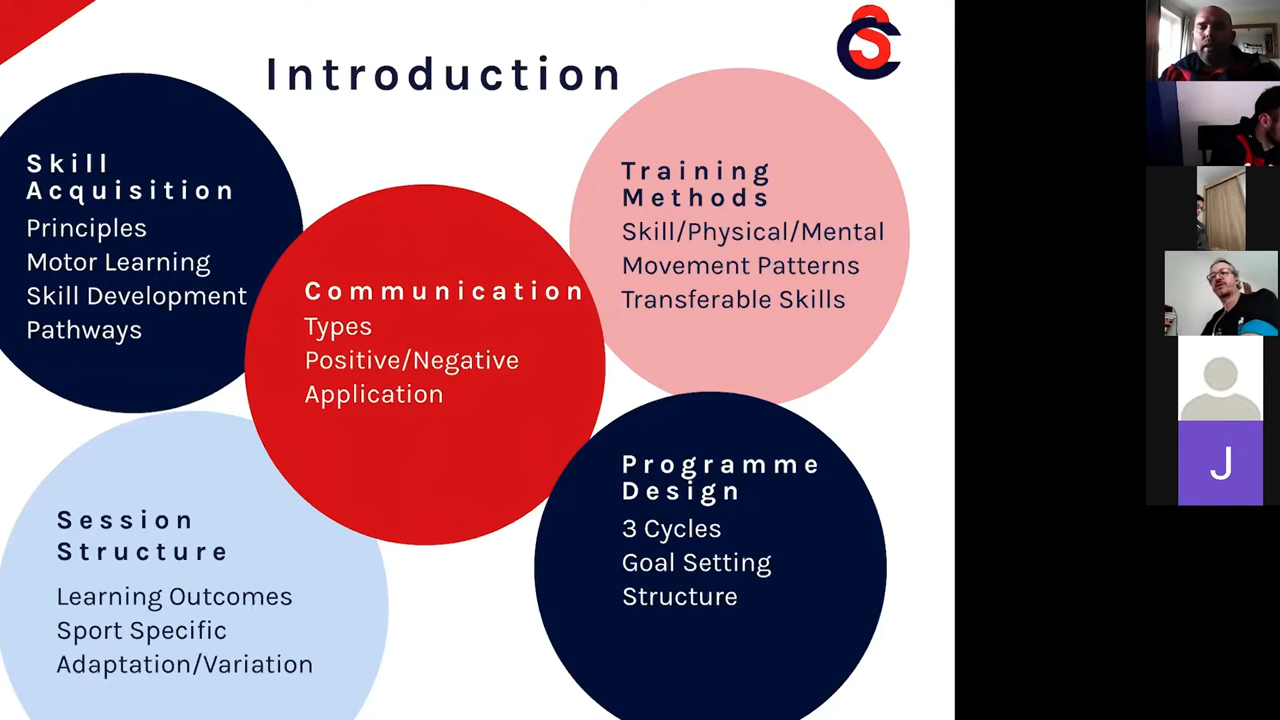 Introduction
Skill
Acquisition
Principles
Motor Learning
Skill Development
Pathways
Communication
Types
Positive/Negative
Application
Training
Methods
Skill/Physical/Mental
Movement Patterns
Transferable Skills
Session
Structure
Learning Outcomes
Sport Specific
Adaptation/Variation
Programme
Design
3 Cycles
Goal Setting
Structure
J